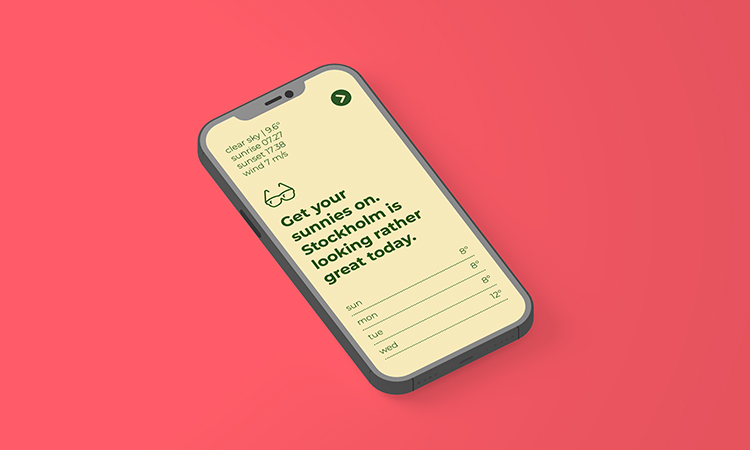 clear sky | 9.6°
sunrise 07.27
sunset 17.38
wind 7 m/s
Get your
sunnies on.
Stockholm is
looking rather
great today.
sun 8°
mon 8°
tue 8°
wed 12°